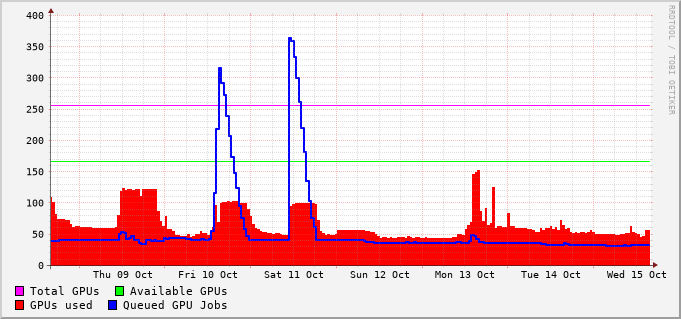 400
350
300
250
200
150
100
50
0
Thu 09 Oct Fri 10 Oct Sat 11 Oct Sun 12 Oct Mon 13 Oct Tue 14 Oct Wed 15 Oct
Total GPUs Available GPUs
GPUs used Queued GPU Jobs
RRDTOOL / TOBI OETIKER